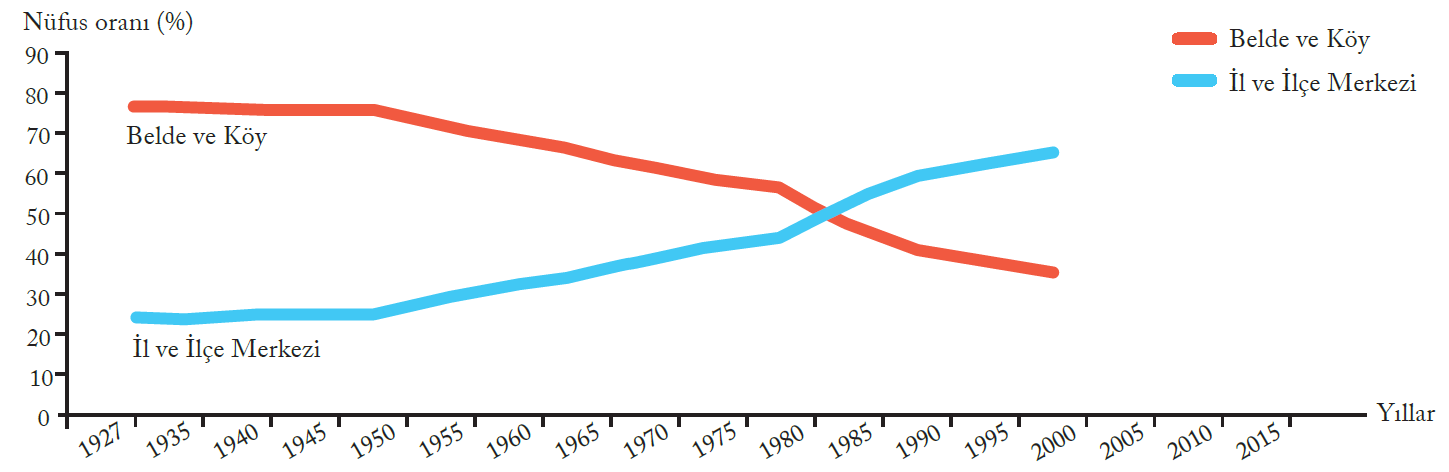 Nüfus oranı (%)
Belde ve Köy
İl ve İlçe Merkezi
90
80
70
60
50
40
30
20
10
0
Belde ve Köy
İl ve İlçe Merkezi
1927 1935 1940 1945 1950 1955 1960 1965 1970 1975 1980 1985 1990 1995 2000 2005 2010 2015
Yıllar